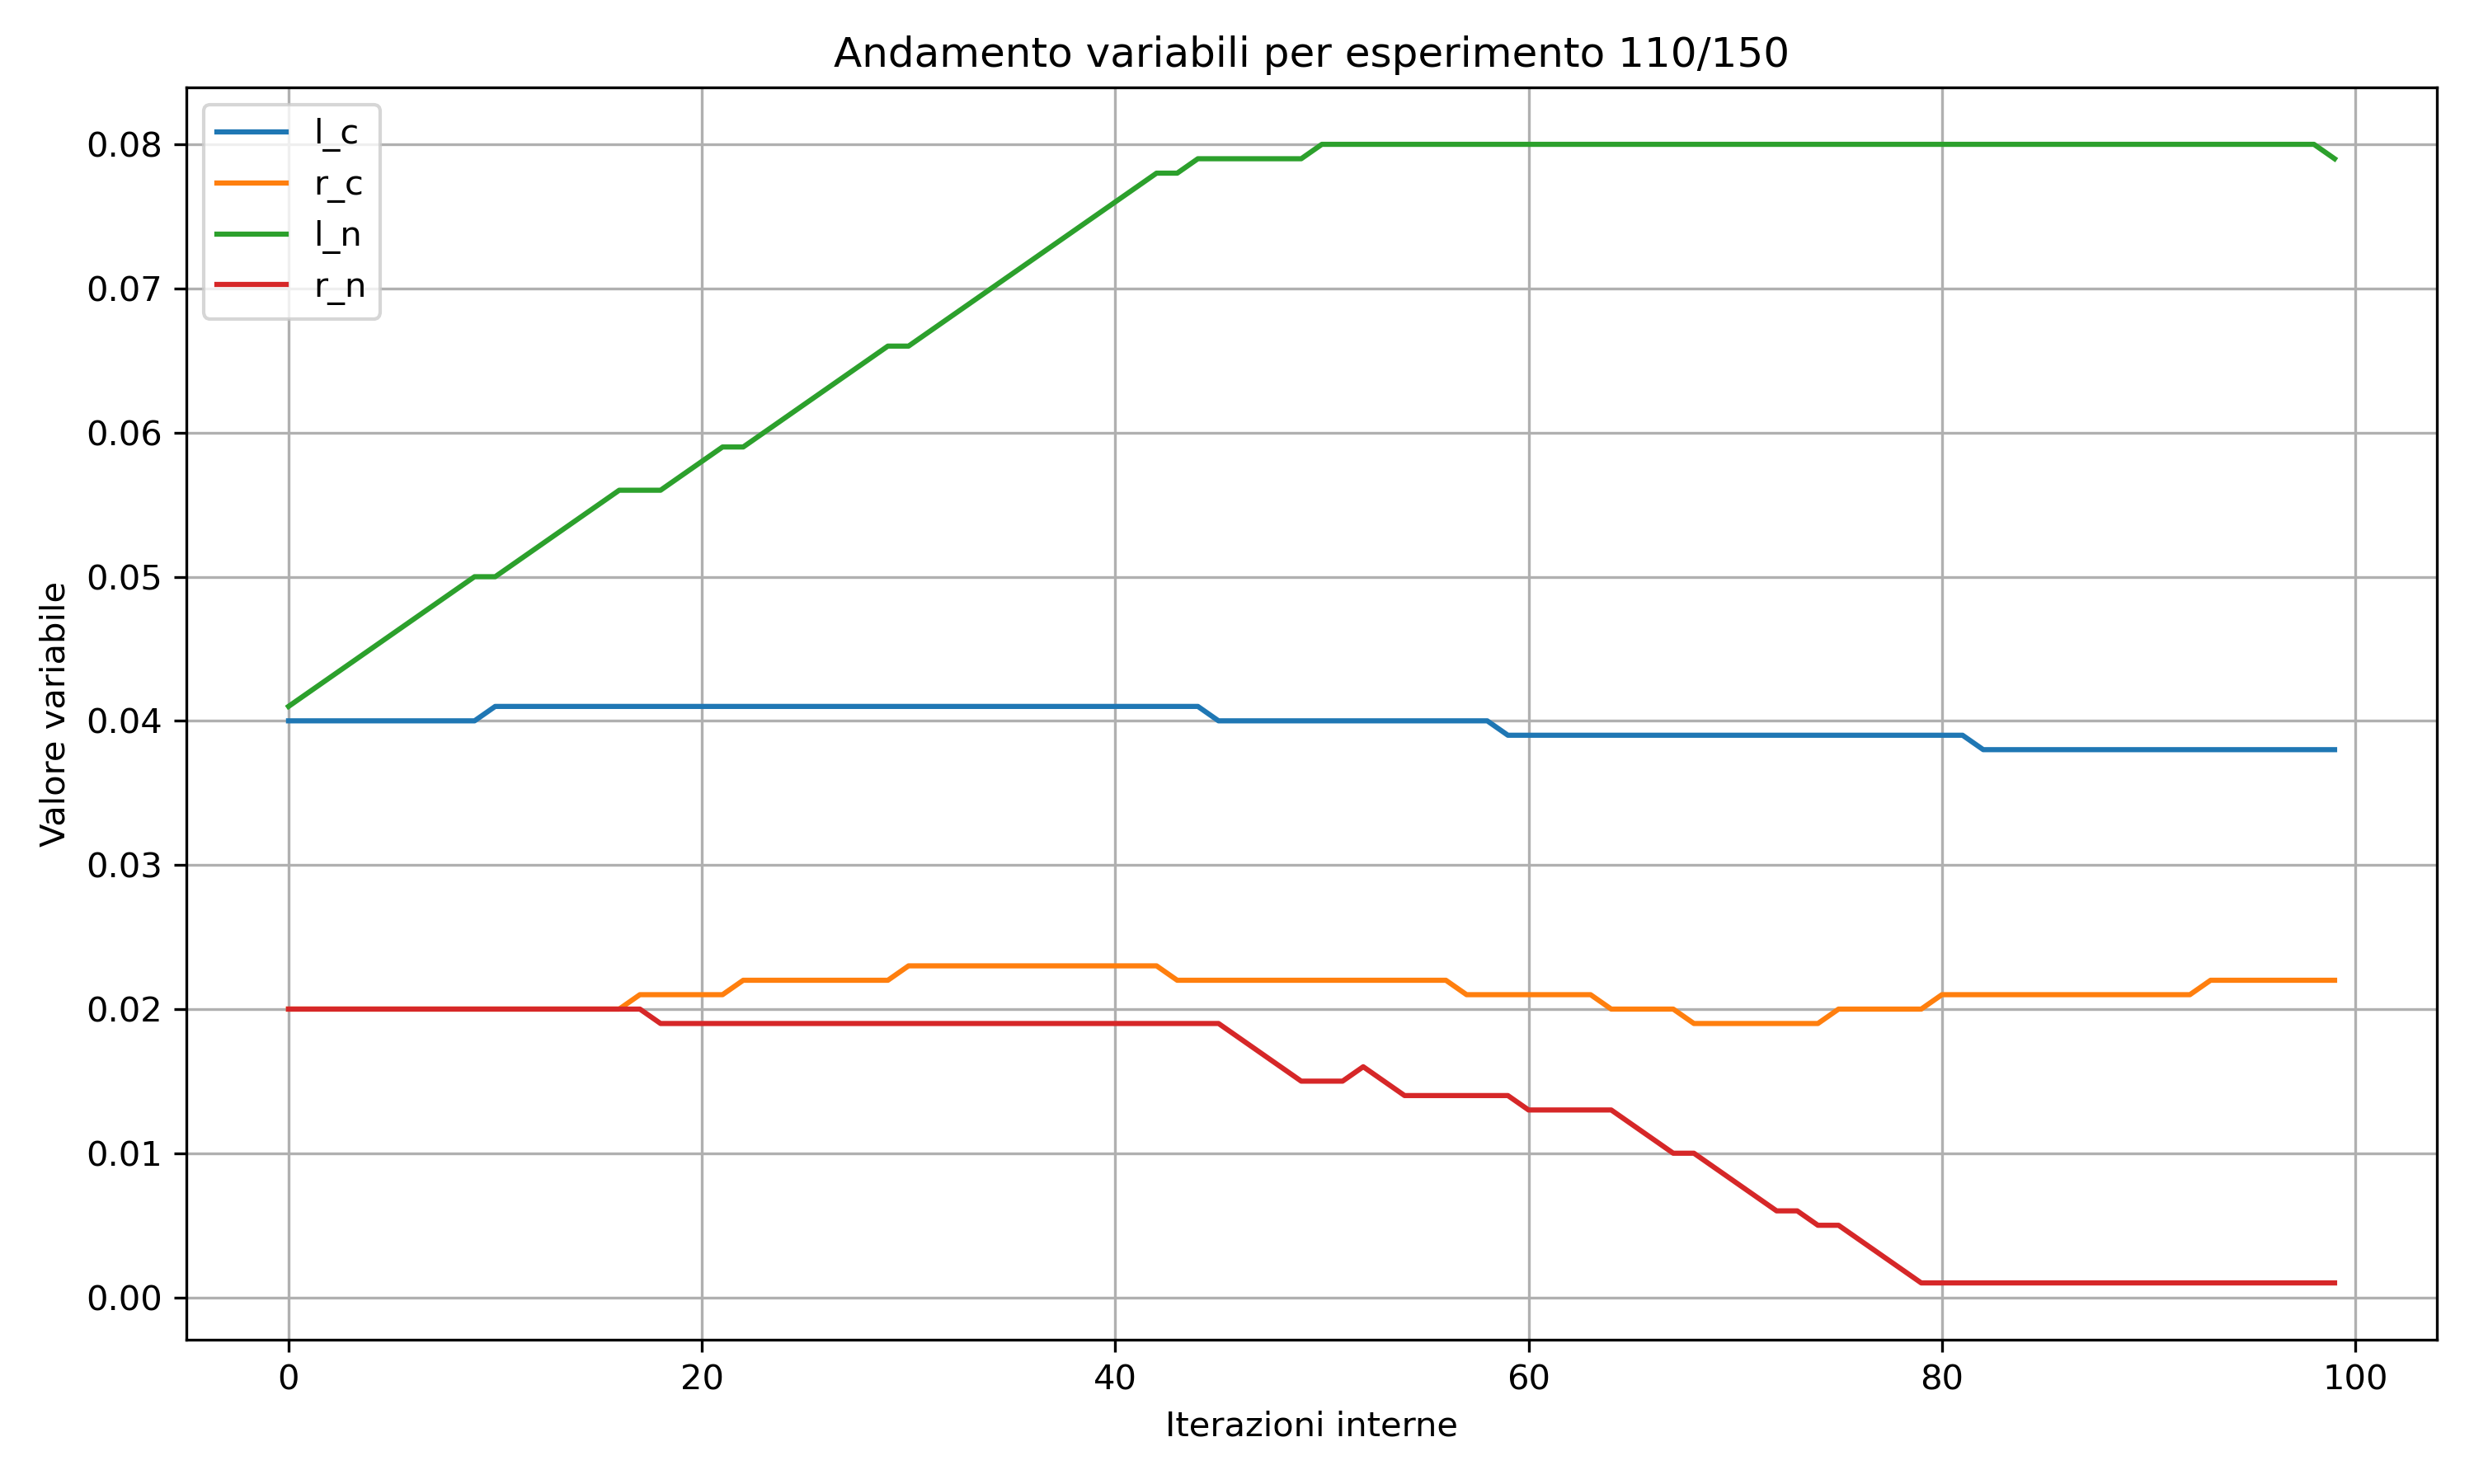 Andamento variabili per esperimento 110/150
l_c
r_c
l_n
r_n
0.08
0.07
0.06
0.05
0.04
0.03
0.02
0.01
0.00
Valore variabile
0 20 40 60 80 100
Iterazioni interne